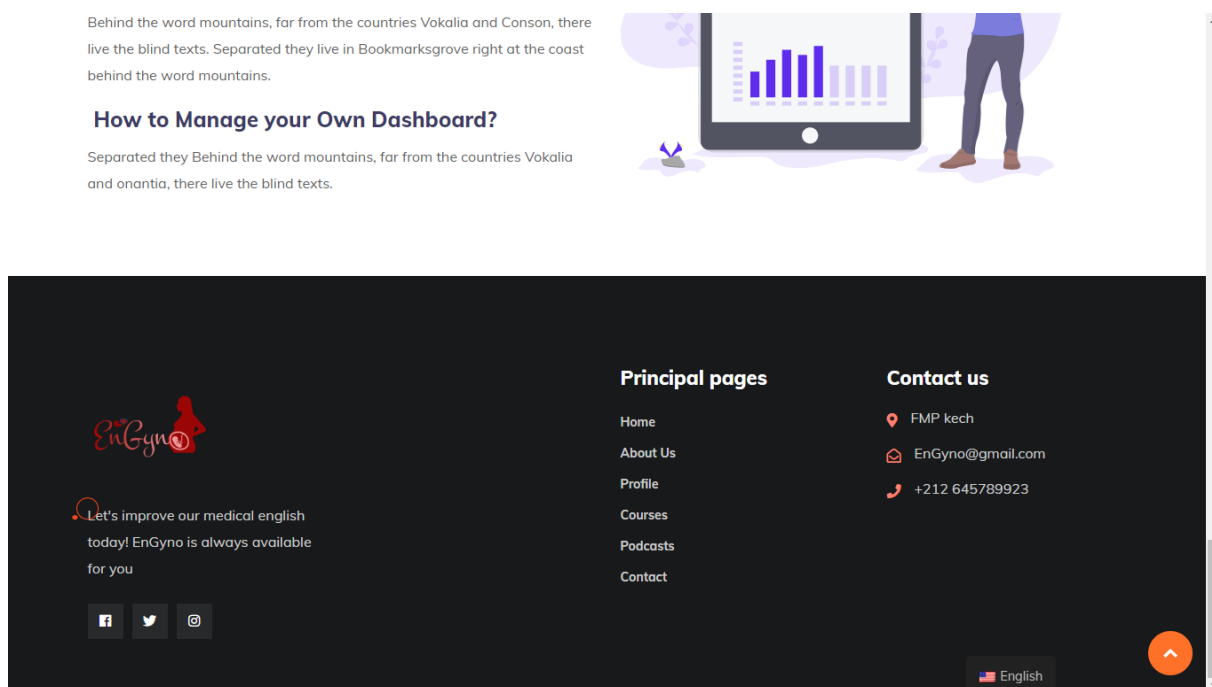 Behind the word mountains, far from the countries Vokalia and Conson, there
live the blind texts. Separated they live in Bookmarksgrove right at the coast
behind the word mountains.
How to Manage your Own Dashboard?
Separated they Behind the word mountains, far from the countries Vokalia
and onantia, there live the blind texts.
EnGyno
Let's improve our medical english
today! EnGyno is always available
for you
Principal pages
Home
About Us
Profile
Courses
Podcasts
Contact
Contact us
FMP kech
EnGyno@gmail.com
+212 645789923
English